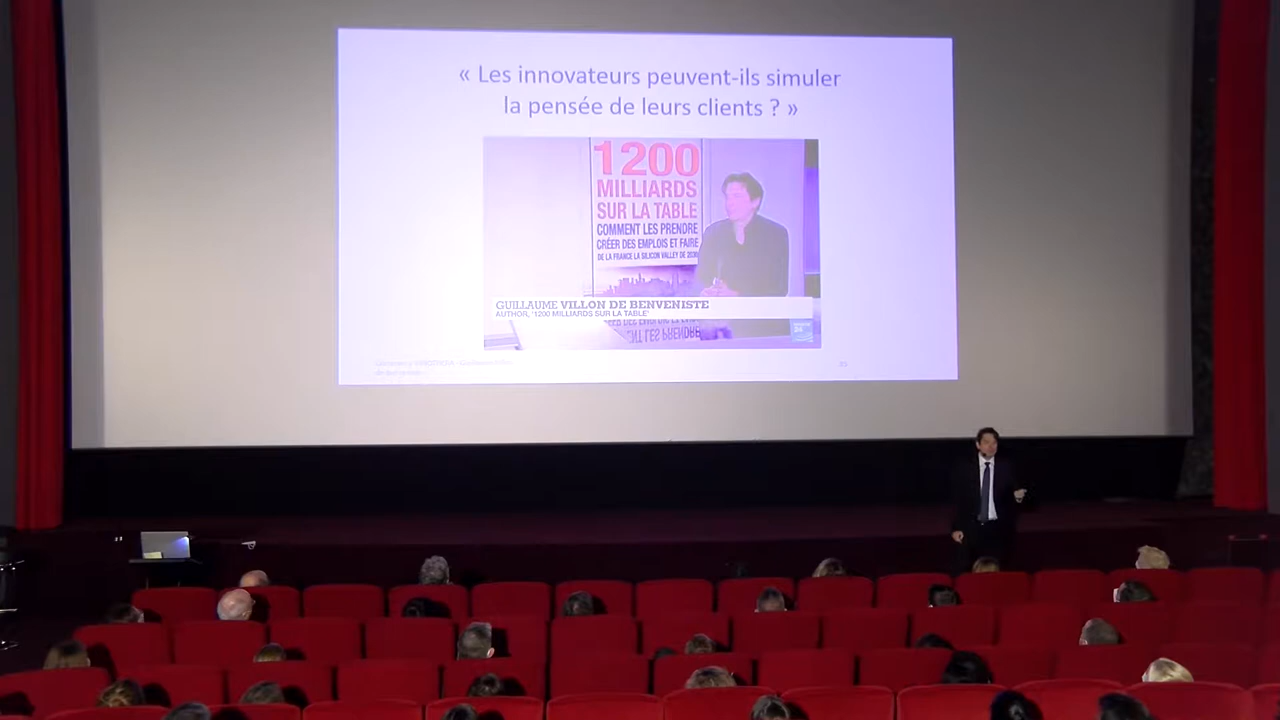 « Les innovateurs peuvent-ils simuler
la pensée de leurs clients ? »
1200
MILLIARDS
SUR LA TABLE
COMMENT LES PRENDRE
CRÉER DES EMPLOIS ET FAIRE
DE LA FRANCE LA SILICON VALLEY DE 2030
GUILLAUME VILLON DE BENVENISTE
AUTHOR, '1200 MILLIARDS SUR LA TABLE'